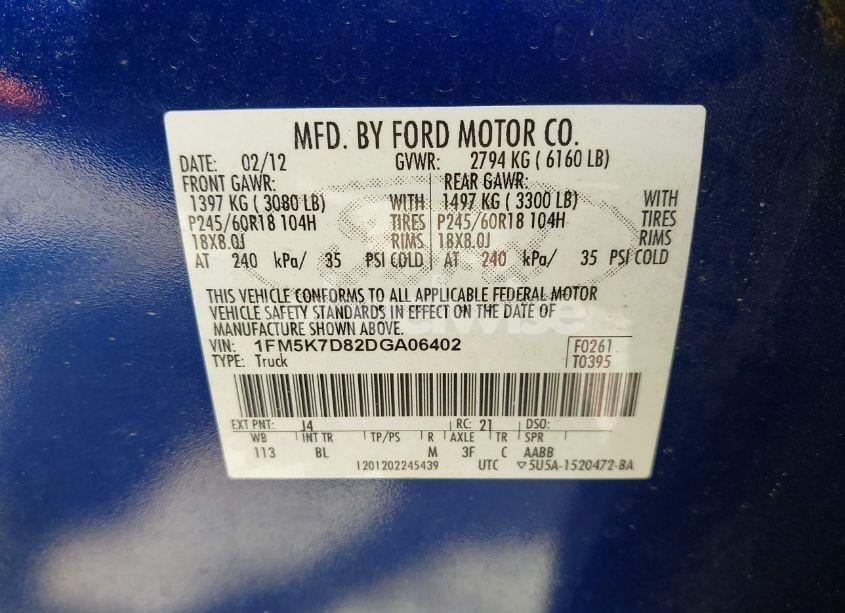 MFD. BY FORD MOTOR CO.
DATE: 02/12 GVWR: 2794 KG ( 6160 LB)
FRONT GAWR: REAR GAWR:
1397 KG ( 3080 LB) WITH 1497 KG ( 3300 LB) WITH
P245/60R18 104H TIRES P245/60R18 104H TIRES
18X8.0J RIMS 18X8.0J RIMS
AT 240 kPa/ 35 PSI COLD AT 240 kPa/ 35 PSI COLD
THIS VEHICLE CONFORMS TO ALL APPLICABLE FEDERAL MOTOR
VEHICLE SAFETY STANDARDS IN EFFECT ON THE DATE OF
MANUFACTURE SHOWN ABOVE.
VIN: 1FM5K7D82DGA06402 F0261
TYPE: Truck T0395
EXT PNT: J4 RC: 21 DSO:
WB INT TR TP/PS R AXLE TR SPR
113 BL M 3F C AABB
1201202245439 UTC ▽5U5A-1520472-BA